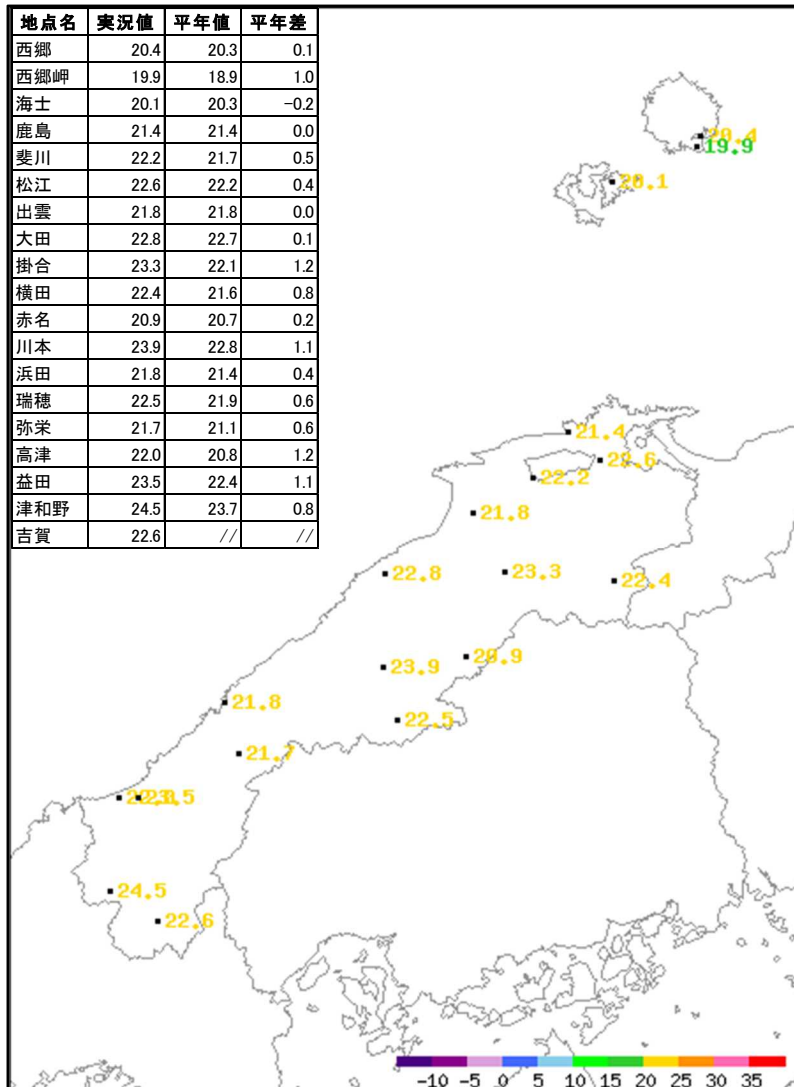 地点名 実況値 平年値 平年差
西郷 20.4 20.3 0.1
西郷岬 19.9 18.9 1.0
海士 20.1 20.3 −0.2
鹿島 21.4 21.4 0.0
斐川 22.2 21.7 0.5
松江 22.6 22.2 0.4
出雲 21.8 21.8 0.0
大田 22.8 22.7 0.1
掛合 23.3 22.1 1.2
横田 22.4 21.6 0.8
赤名 20.9 20.7 0.2
川本 23.9 22.8 1.1
浜田 21.8 21.4 0.4
瑞穂 22.5 21.9 0.6
弥栄 21.7 21.1 0.6
高津 22.0 20.8 1.2
益田 23.5 22.4 1.1
津和野 24.5 23.7 0.8
吉賀 22.6 // //
20.4
19.9
20.1
21.4
22.6
22.2
21.8
22.8 23.3 22.4
20.9
23.9
21.8
22.5
21.7
23.5
24.5
22.6
-10 -5 0 5 10 15 20 25 30 35